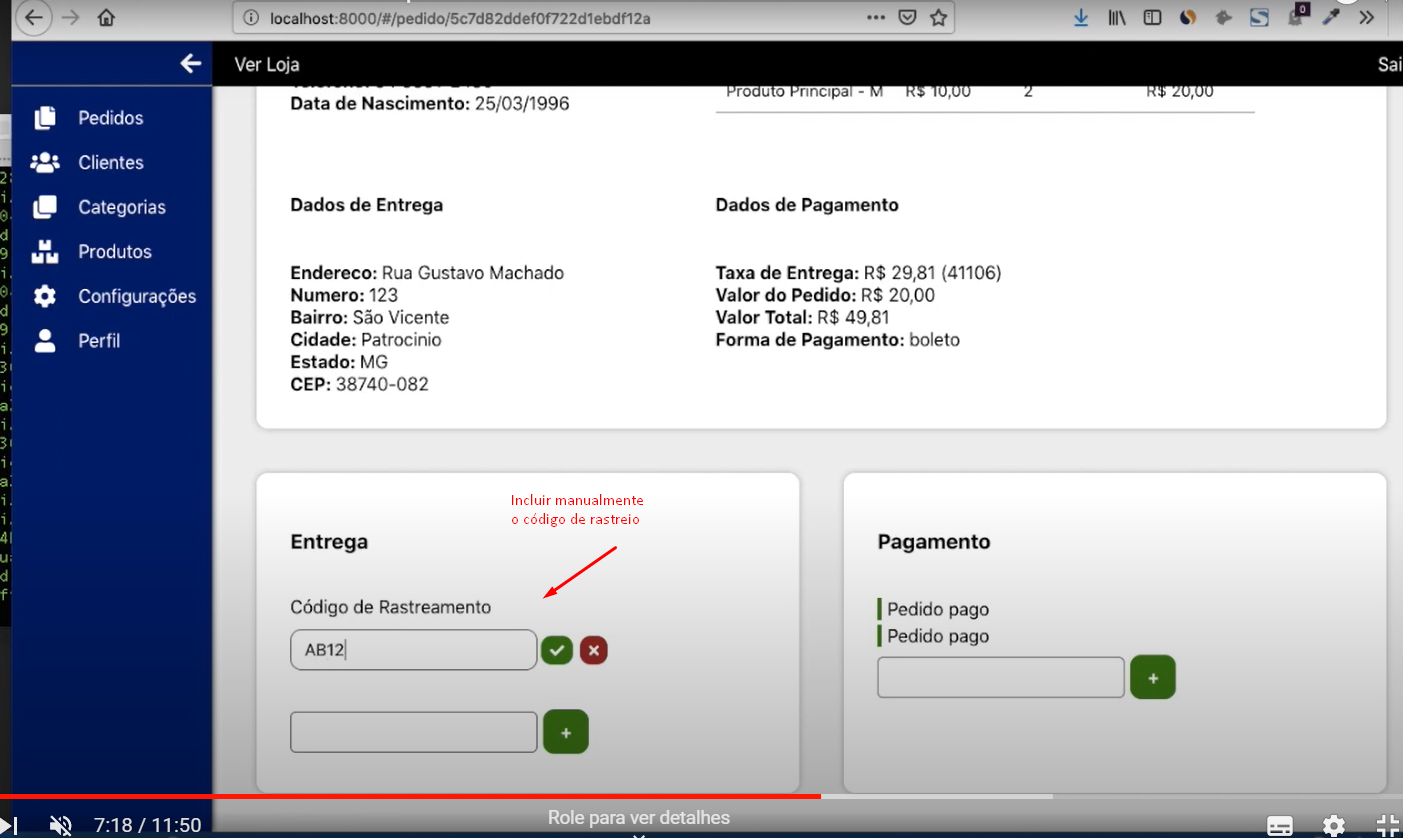 localhost:8000/#/pedido/5c7d82ddef0f722d1ebdf12a
0
Ver Loja
Sai
Pedidos
Clientes
Categorias
Produtos
Configurações
Perfil
Data de Nascimento: 25/03/1996
Produto Principal - M R$ 10,00 2 R$ 20,00
Dados de Entrega
Endereco: Rua Gustavo Machado
Numero: 123
Bairro: São Vicente
Cidade: Patrocinio
Estado: MG
CEP: 38740-082
Dados de Pagamento
Taxa de Entrega: R$ 29,81 (41106)
Valor do Pedido: R$ 20,00
Valor Total: R$ 49,81
Forma de Pagamento: boleto
Incluir manualmente
o código de rastreio
Entrega
Código de Rastreamento
AB12
+
Pagamento
Pedido pago
Pedido pago
+
7:18 / 11:50
Role para ver detalhes